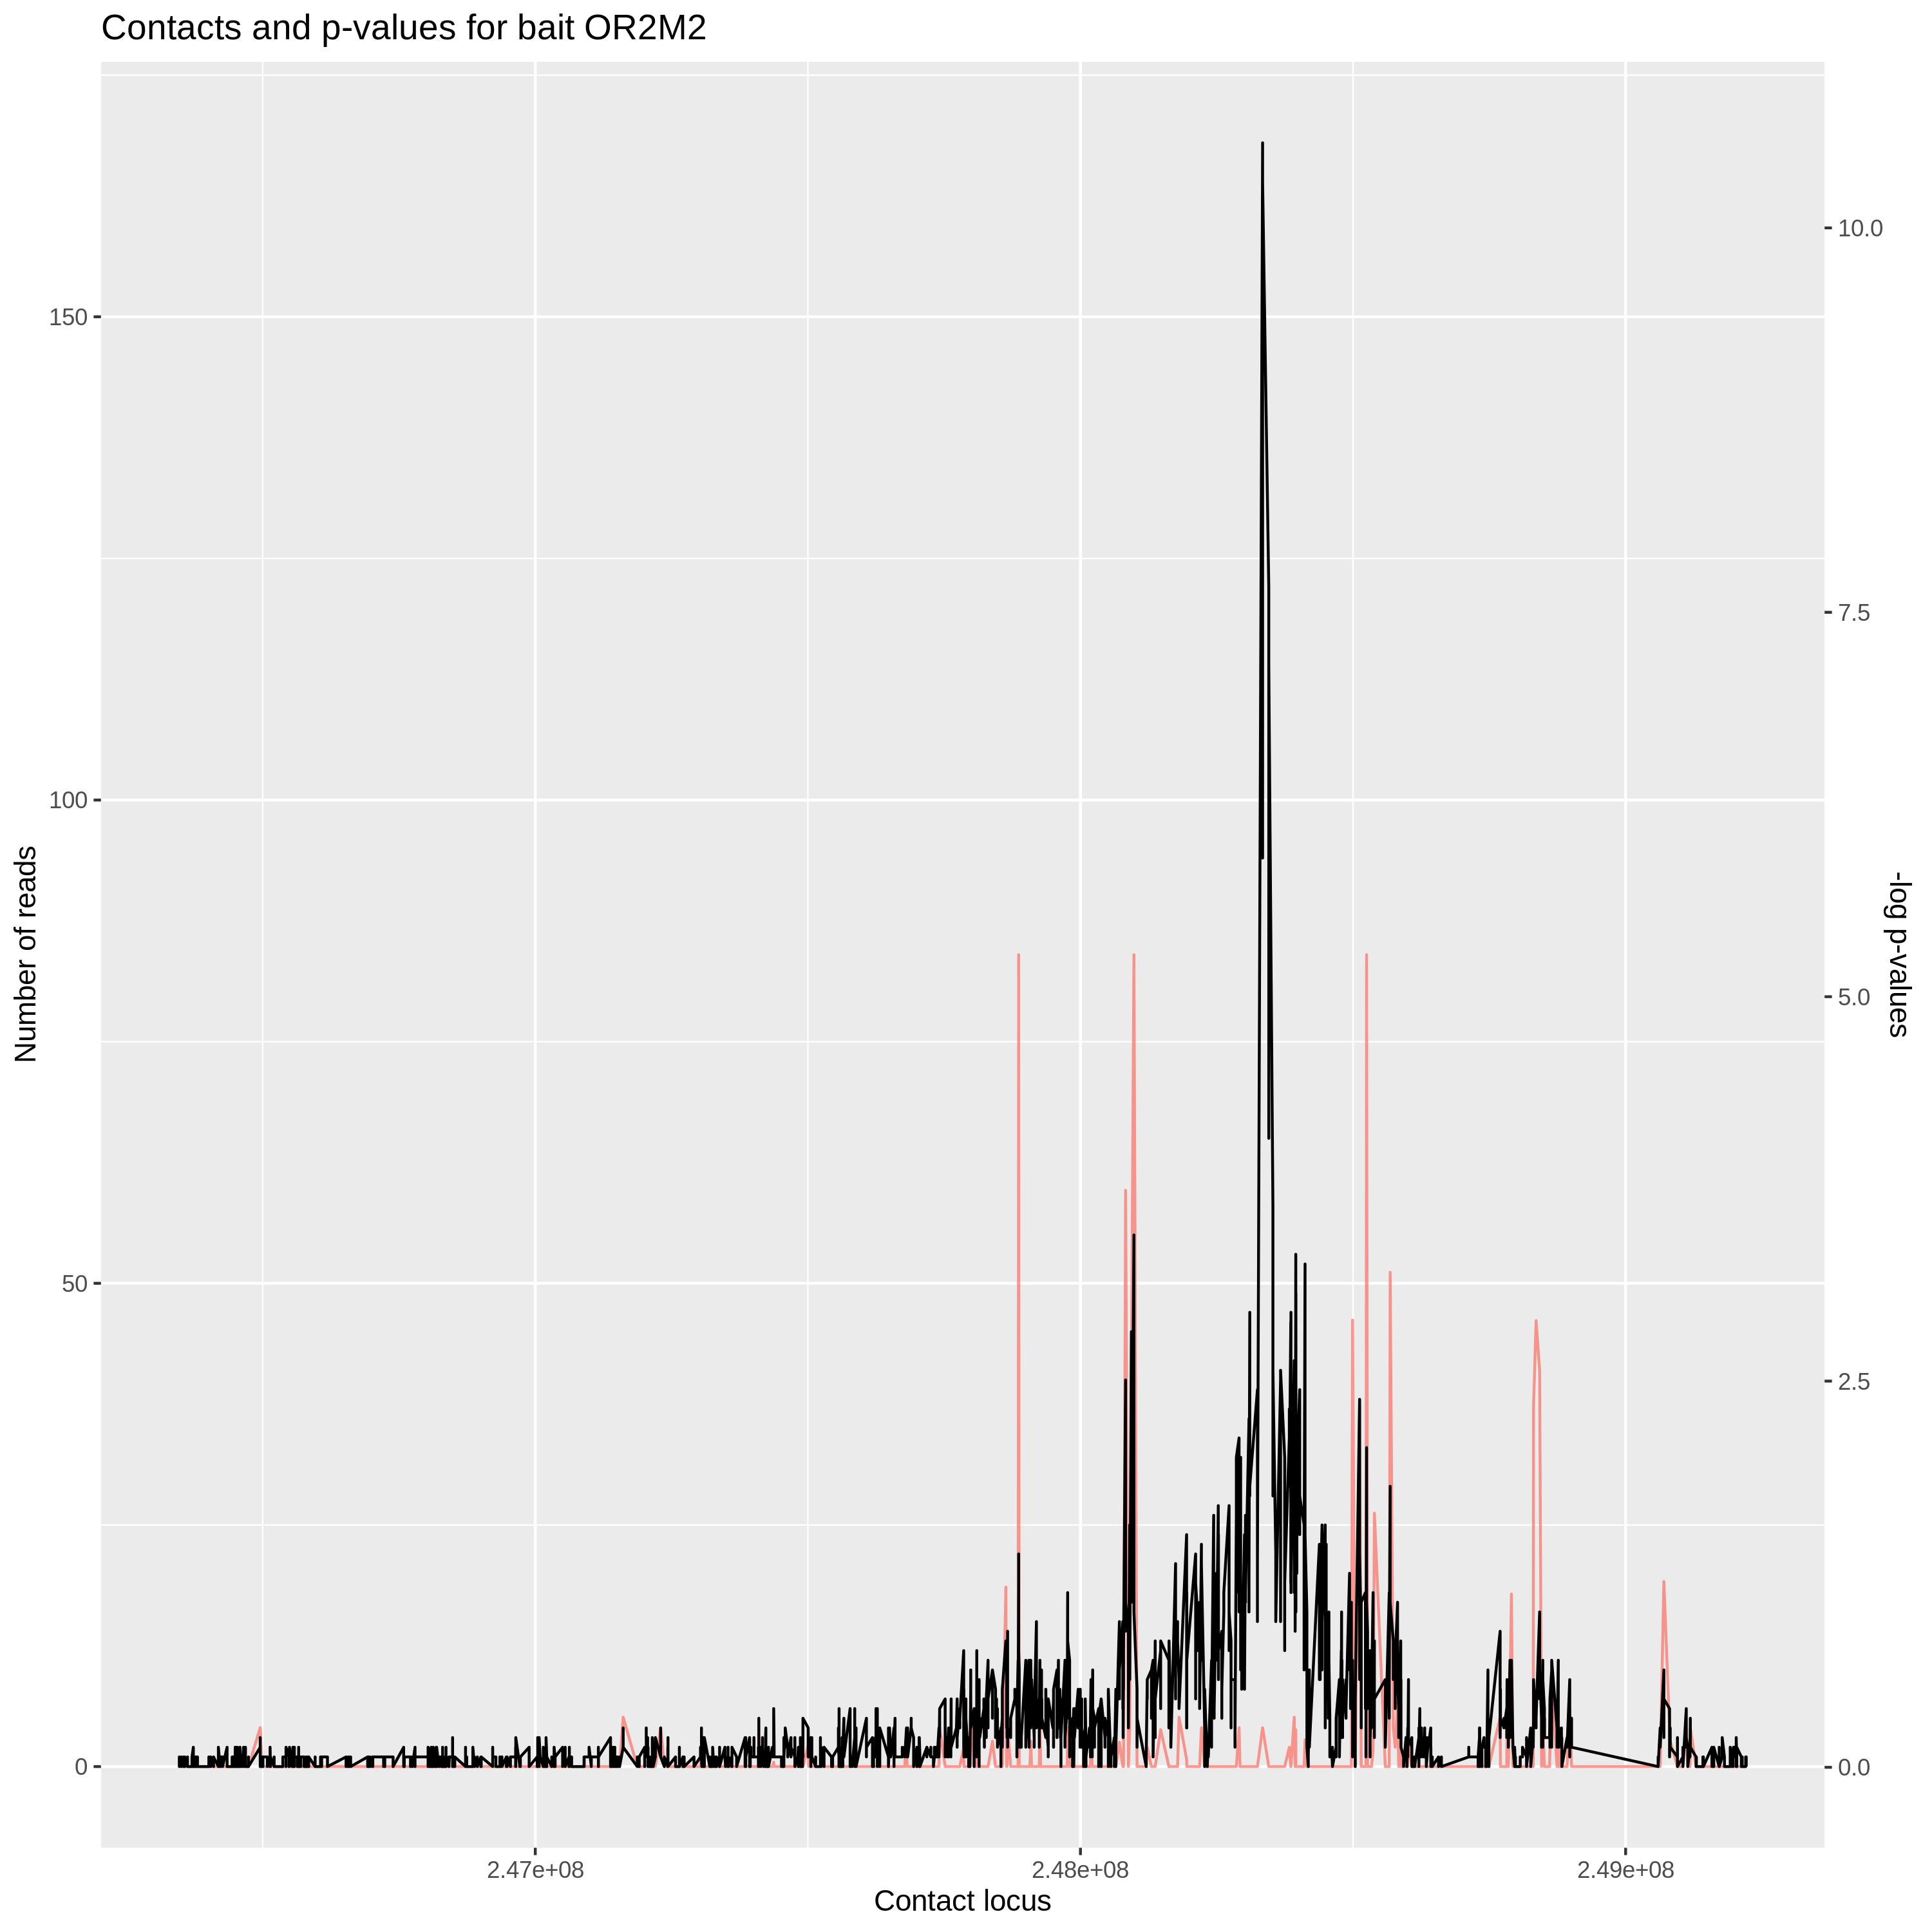 Contacts and p-values for bait OR2M2
150
100
50
0
Number of reads
10.0
7.5
5.0
2.5
0.0
-log p-values
2.47e+08
2.48e+08
2.49e+08
Contact locus